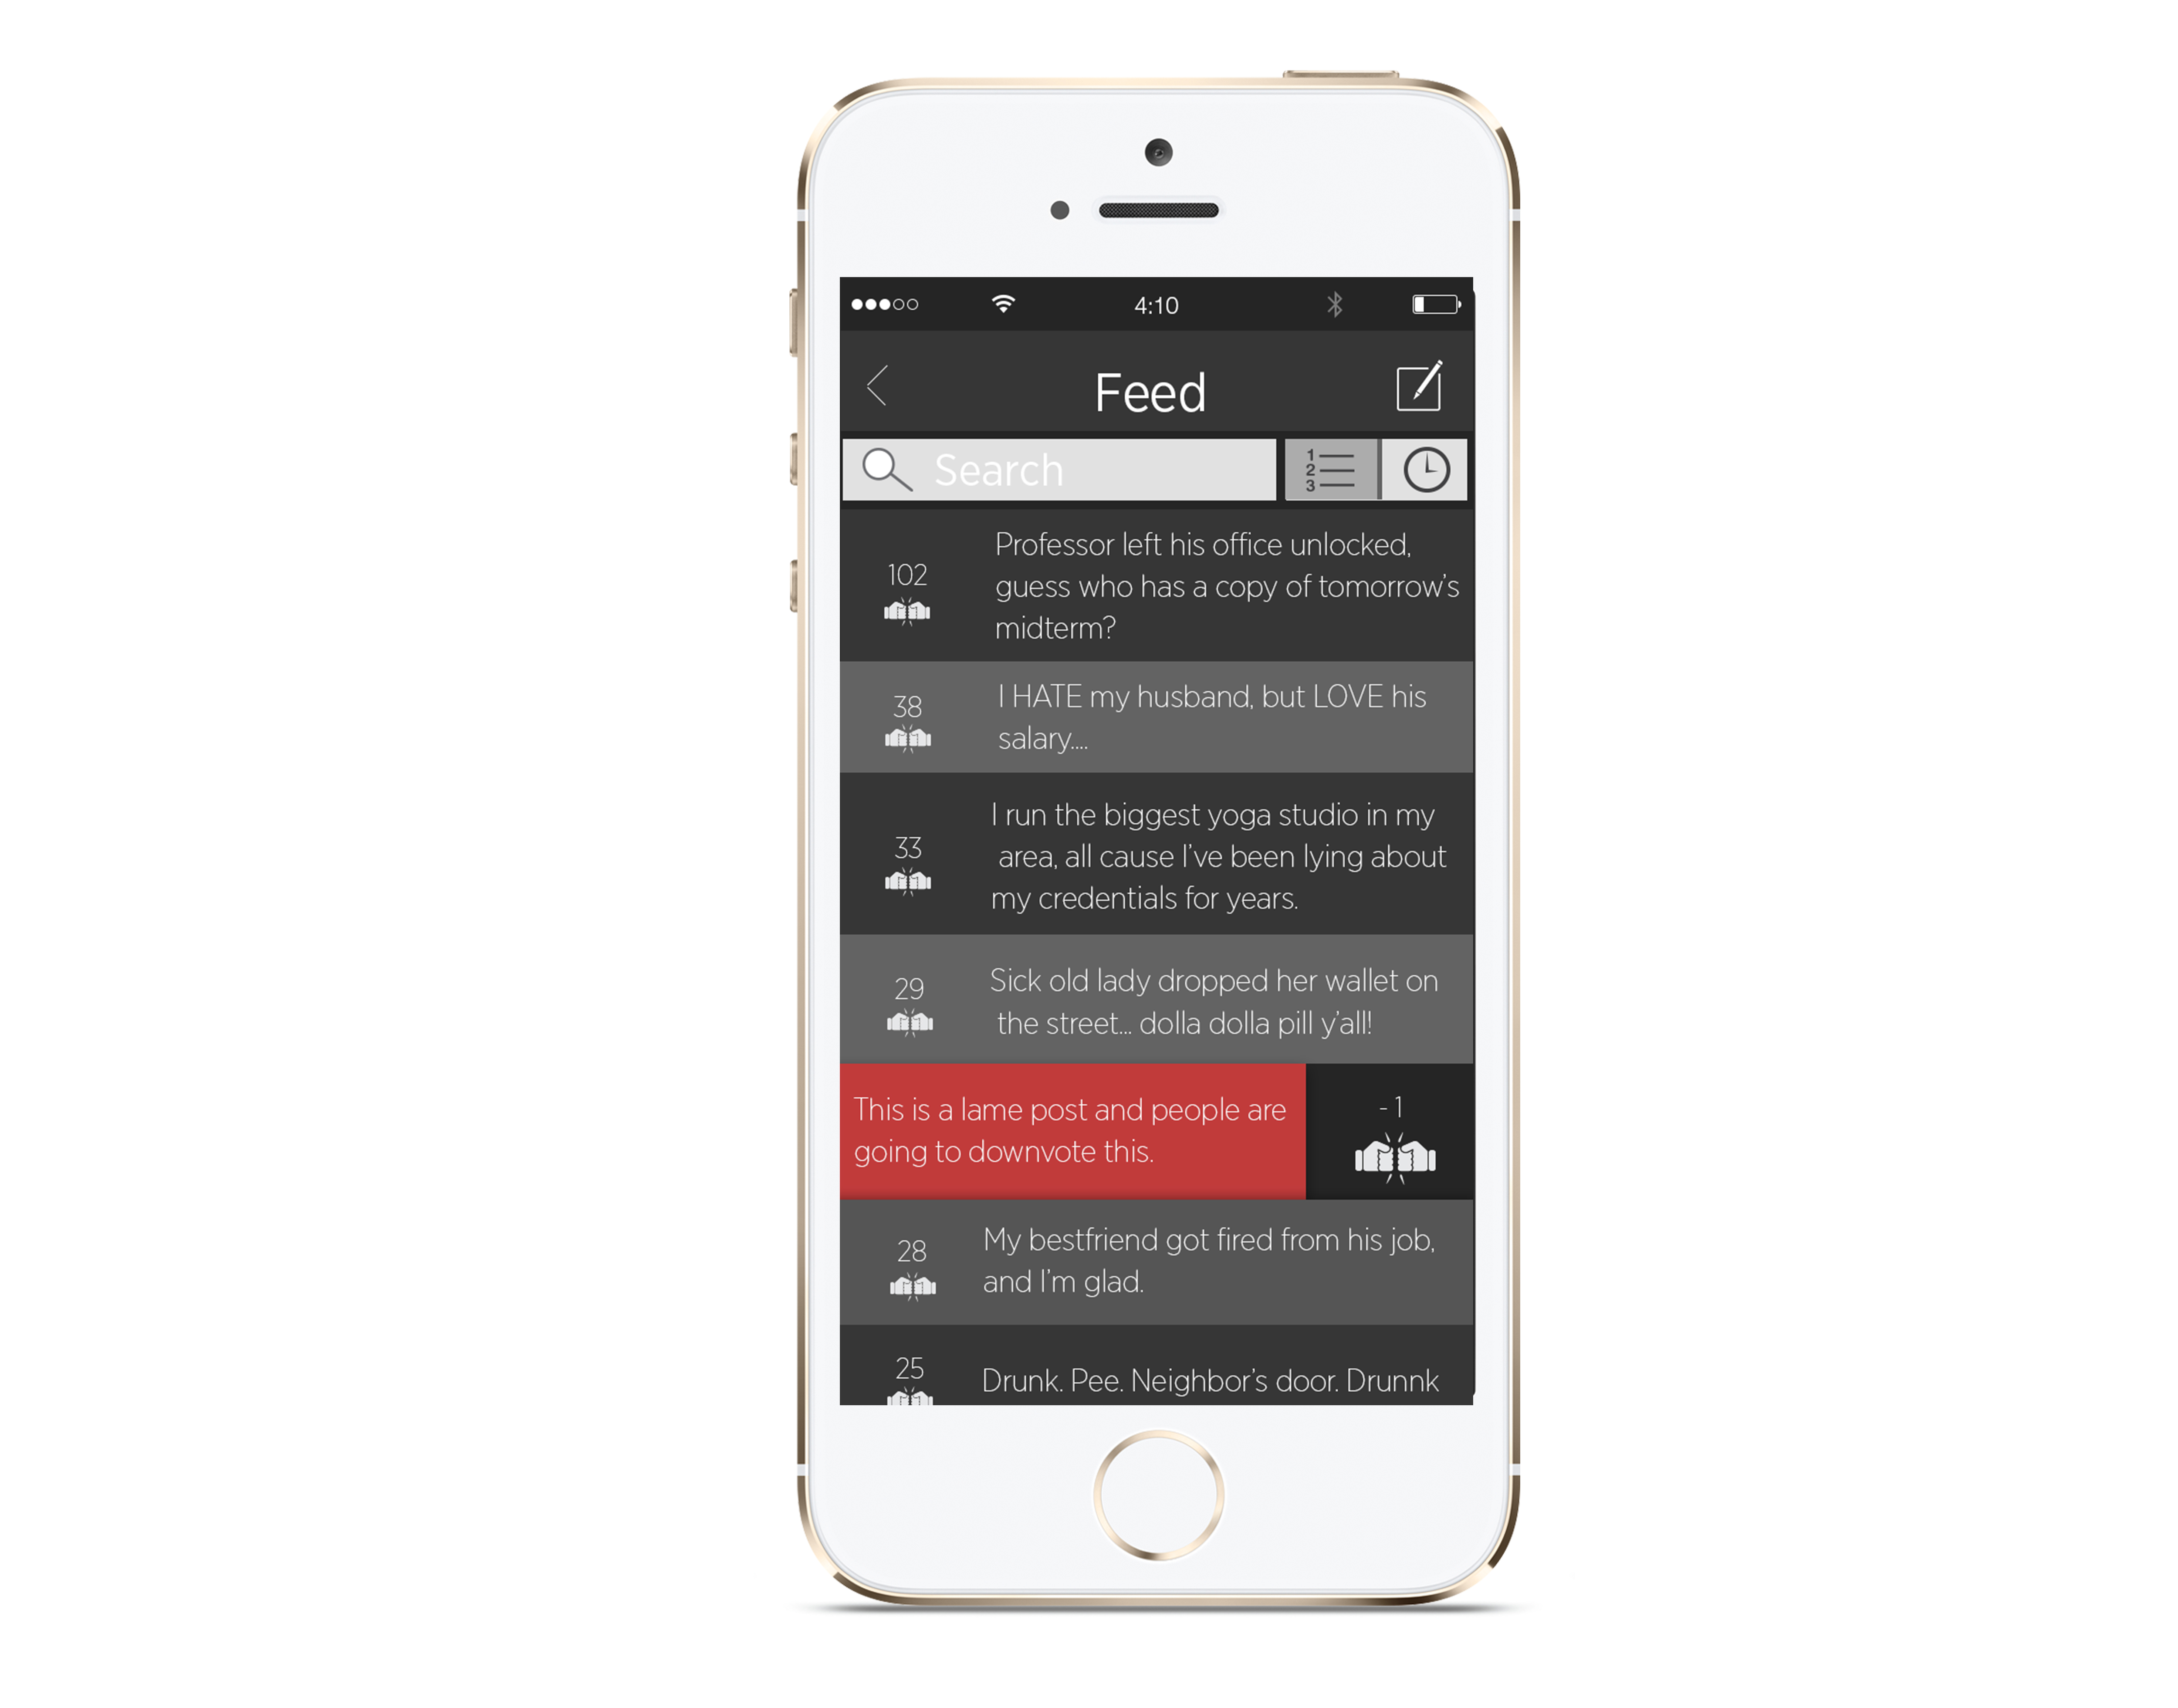 4:10
Feed
Search
1
2
3
102
Professor left his office unlocked,
guess who has a copy of tomorrow's
midterm?
38
I HATE my husband, but LOVE his
salary....
33
I run the biggest yoga studio in my
area, all cause I've been lying about
my credentials for years.
29
Sick old lady dropped her wallet on
the street... dolla dolla pill y'all!
This is a lame post and people are
going to downvote this.
- 1
28
My bestfriend got fired from his job,
and I'm glad.
25
Drunk. Pee. Neighbor's door. Drunnk